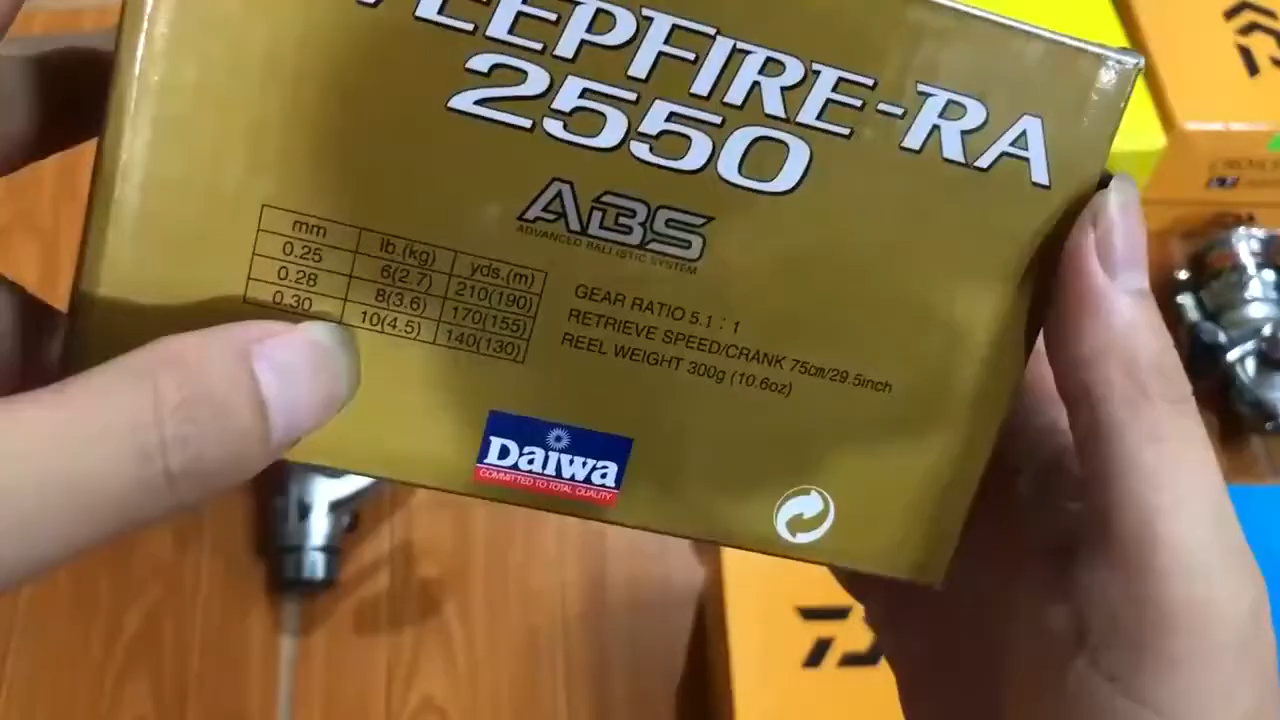 2550
ABS
ADVANCED BALLISTIC SYSTEM
mm lb.(kg) yds.(m)
0.25 6(2.7) 210(190)
0.28 8(3.6) 170(155)
0.30 10(4.5) 140(130)
GEAR RATIO 5.1 : 1
RETRIEVE SPEED/CRANK 75cm/29.5inch
REEL WEIGHT 300g (10.6oz)
Daiwa
COMMITTED TO TOTAL QUALITY